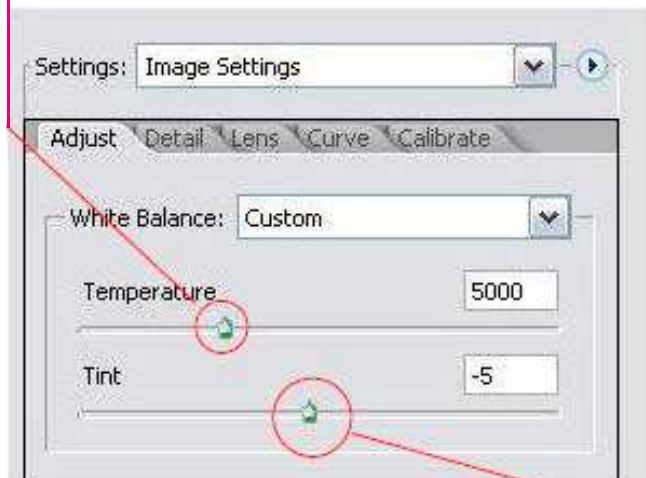 Settings: Image Settings
Adjust Detail Lens Curve Calibrate
White Balance: Custom
Temperature 5000
Tint -5